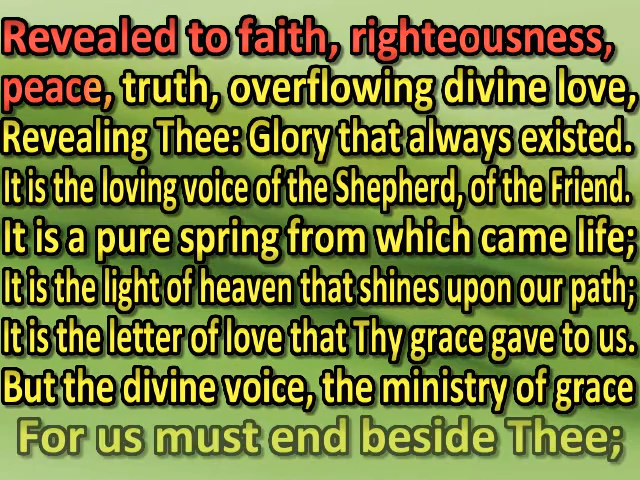 Revealed to faith, righteousness,
peace, truth, overflowing divine love,
Revealing Thee: Glory that always existed.
It is the loving voice of the Shepherd, of the Friend.
It is a pure spring from which came life;
It is the light of heaven that shines upon our path;
It is the letter of love that Thy grace gave to us.
But the divine voice, the ministry of grace
For us must end beside Thee;